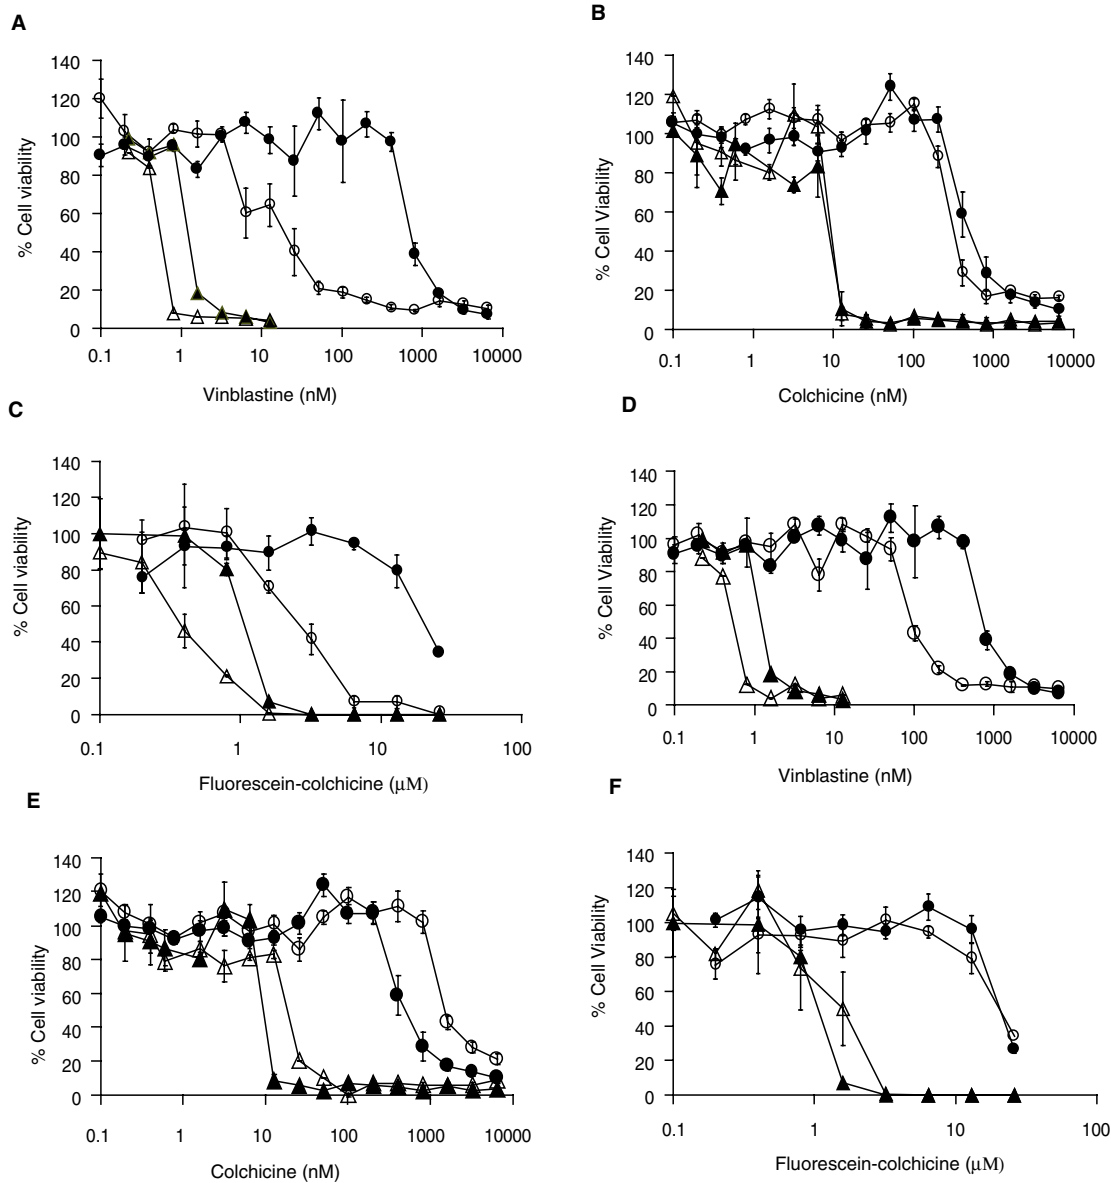 A
140
120
100
80
60
40
20
0
% Cell viability
0.1 1 10 100 1000 10000
Vinblastine (nM)
B
140
120
100
80
60
40
20
0
% Cell Viability
0.1 1 10 100 1000 10000
Colchicine (nM)
C
140
120
100
80
60
40
20
0
% Cell viability
0.1 1 10 100
Fluorescein-colchicine (μM)
D
140
120
100
80
60
40
20
0
% Cell Viability
0.1 1 10 100 1000 10000
Vinblastine (nM)
E
140
120
100
80
60
40
20
0
% Cell viability
0.1 1 10 100 1000 10000
Colchicine (nM)
F
140
120
100
80
60
40
20
0
% Cell Viability
0.1 1 10 100
Fluorescein-colchicine (μM)